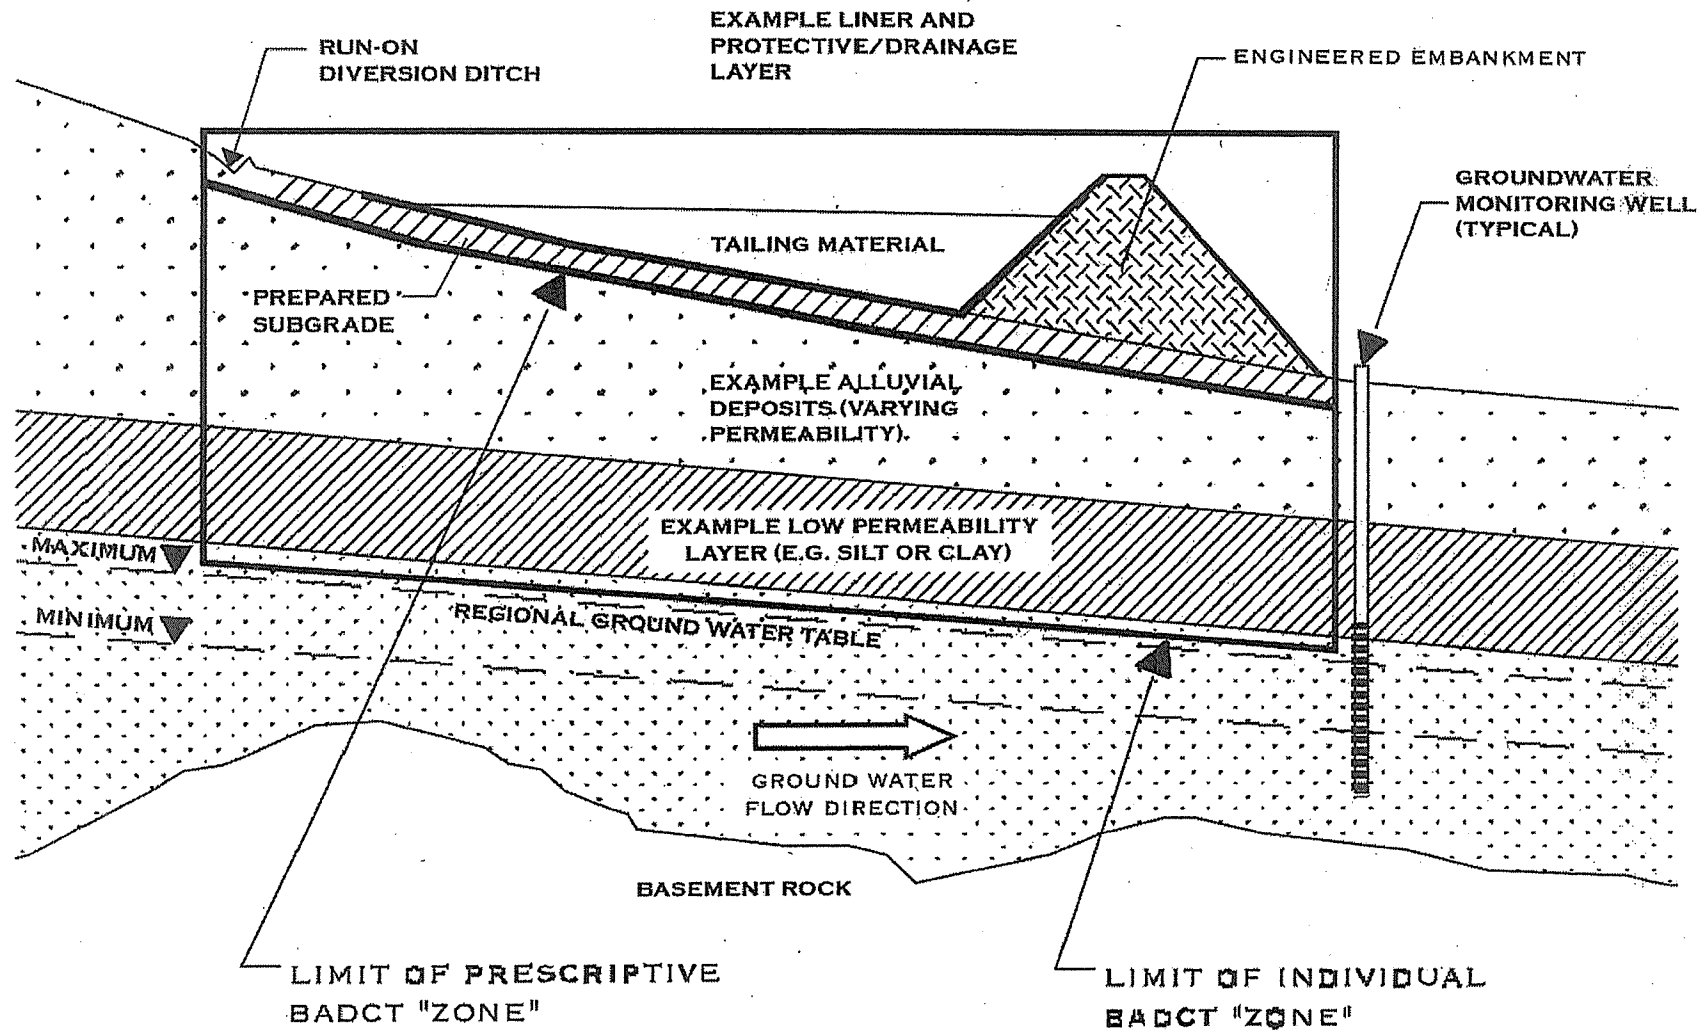 EXAMPLE LINER AND
PROTECTIVE/DRAINAGE
LAYER
RUN-ON
DIVERSION DITCH
ENGINEERED EMBANKMENT
GROUNDWATER
MONITORING WELL
(TYPICAL)
TAILING MATERIAL
PREPARED
SUBGRADE
EXAMPLE ALLUVIAL
DEPOSITS (VARYING
PERMEABILITY)
EXAMPLE LOW PERMEABILITY
LAYER (E.G. SILT OR CLAY)
MAXIMUM
MINIMUM
REGIONAL GROUND WATER TABLE
GROUND WATER
FLOW DIRECTION
BASEMENT ROCK
LIMIT OF PRESCRIPTIVE
BADCT "ZONE"
LIMIT OF INDIVIDUAL
BADCT "ZONE"